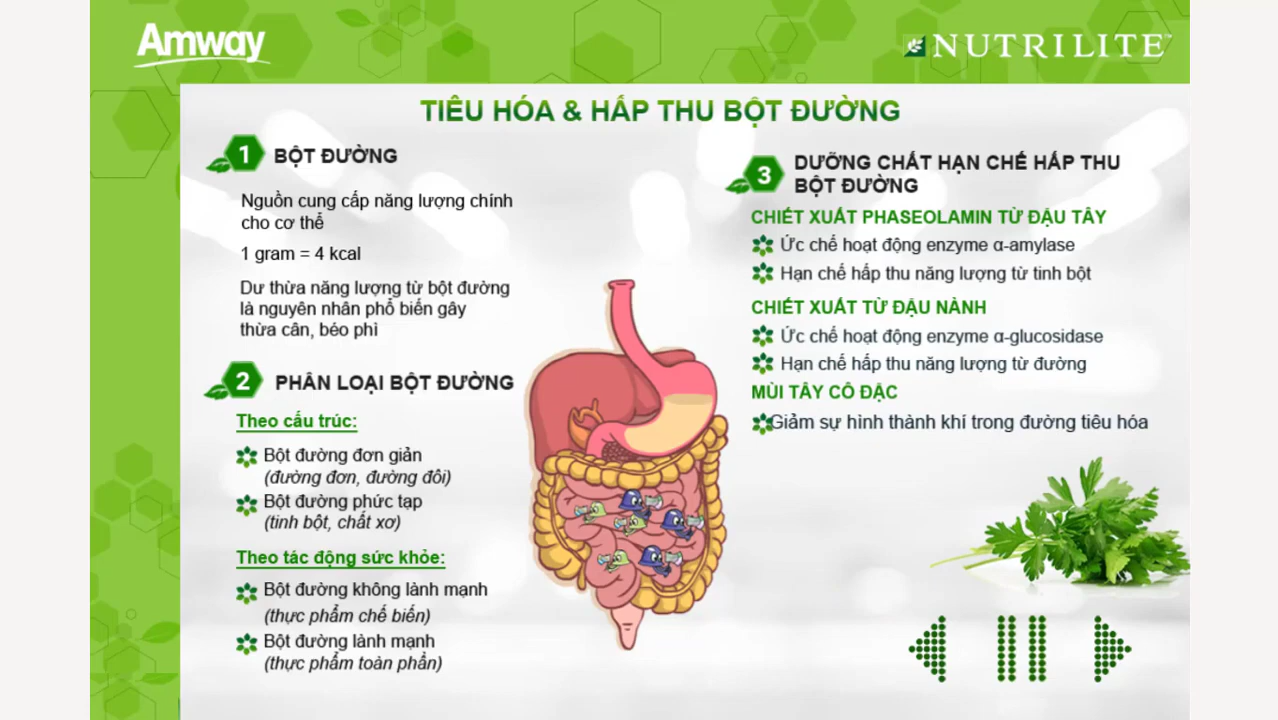 Amway
NUTRILITE™
TIÊU HÓA & HẤP THU BỘT ĐƯỜNG
1 BỘT ĐƯỜNG
Nguồn cung cấp năng lượng chính
cho cơ thể
1 gram = 4 kcal
Dư thừa năng lượng từ bột đường
là nguyên nhân phổ biến gây
thừa cân, béo phì
2 PHÂN LOẠI BỘT ĐƯỜNG
Theo cấu trúc:
Bột đường đơn giản
(đường đơn, đường đôi)
Bột đường phức tạp
(tinh bột, chất xơ)
Theo tác động sức khỏe:
Bột đường không lành mạnh
(thực phẩm chế biến)
Bột đường lành mạnh
(thực phẩm toàn phần)
3 DƯỠNG CHẤT HẠN CHẾ HẤP THU
BỘT ĐƯỜNG
CHIẾT XUẤT PHASEOLAMIN TỪ ĐẬU TÂY
Ức chế hoạt động enzyme α-amylase
Hạn chế hấp thu năng lượng từ tinh bột
CHIẾT XUẤT TỪ ĐẬU NÀNH
Ức chế hoạt động enzyme α-glucosidase
Hạn chế hấp thu năng lượng từ đường
MÙI TÂY CÔ ĐẶC
Giảm sự hình thành khí trong đường tiêu hóa